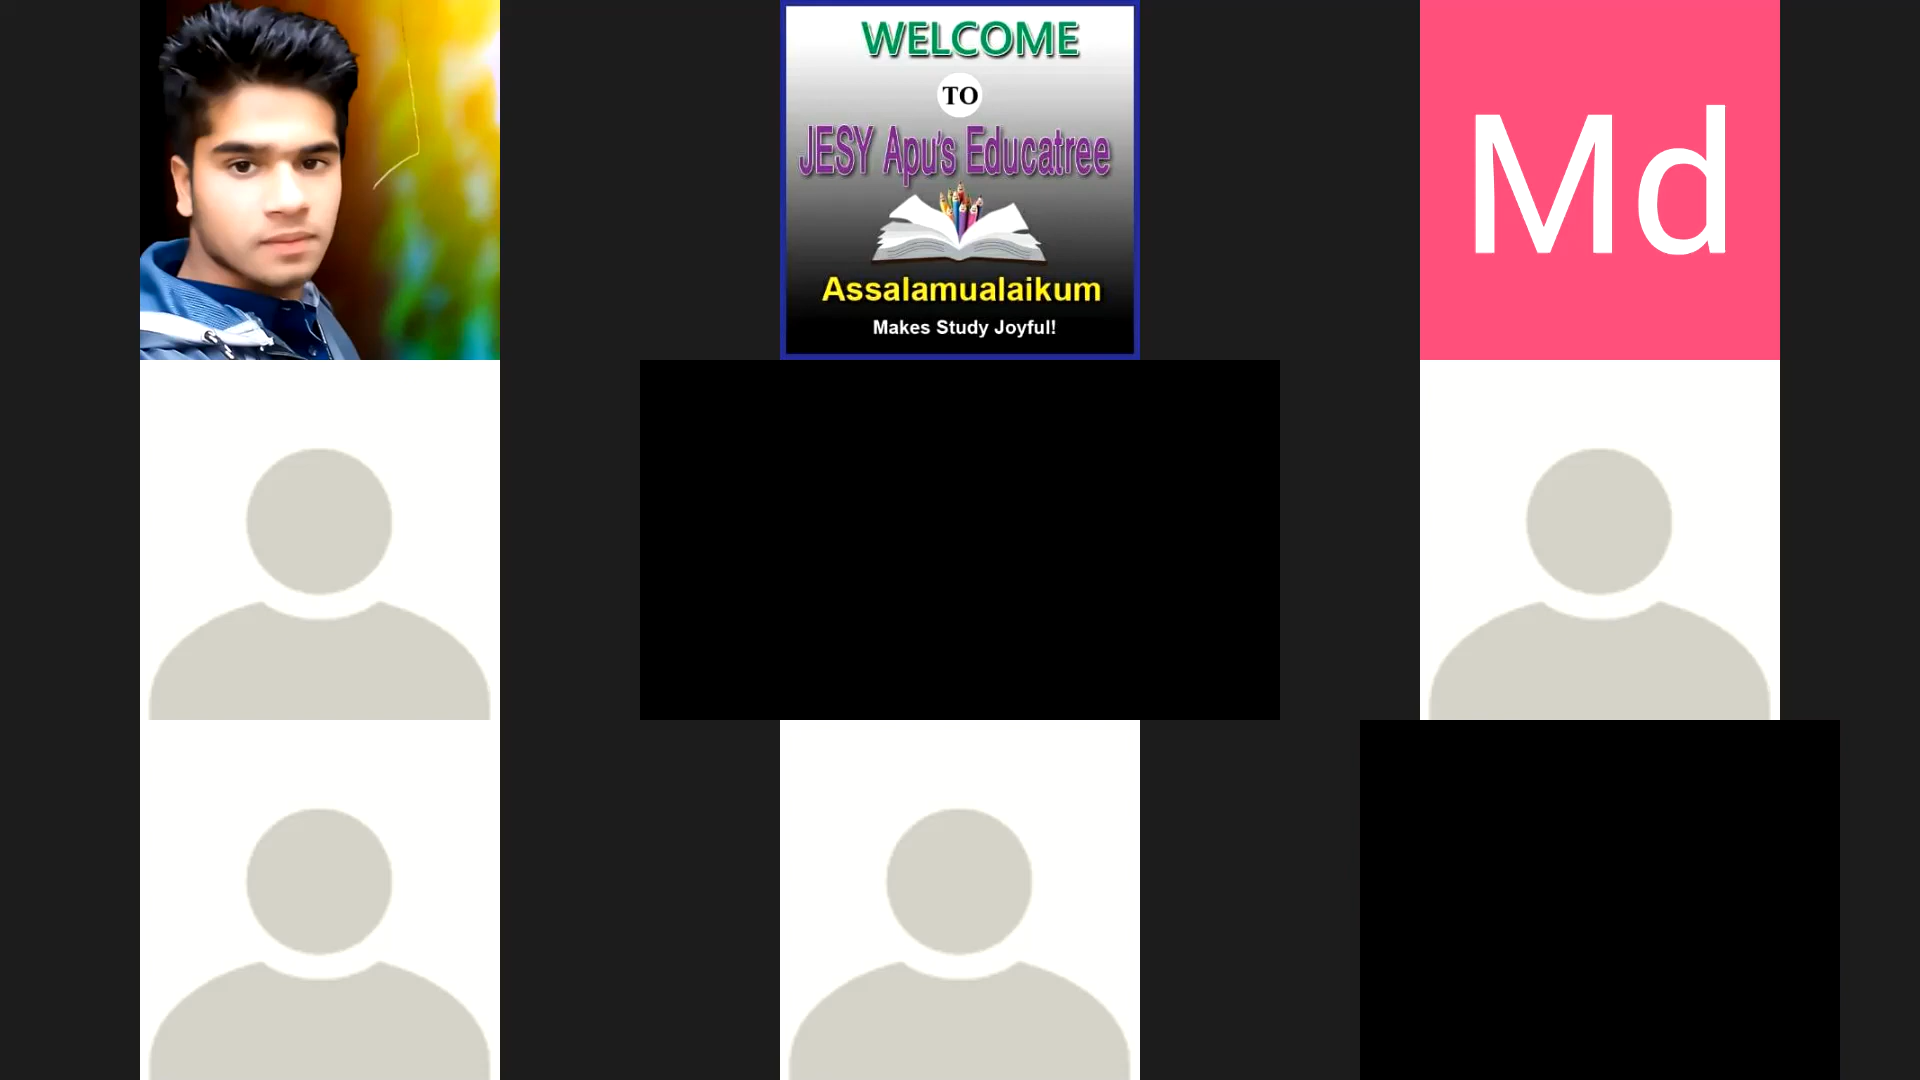 WELCOME
TO
JESY Apu's Educatree
Assalamualaikum
Makes Study Joyful!
Md